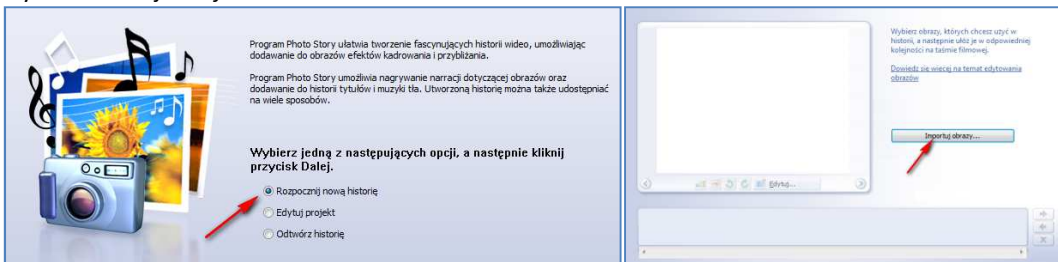 Program Photo Story ułatwia tworzenie fascynujących historii wideo, umożliwiając
dodawanie do obrazów efektów kadrowania i przybliżania.
Program Photo Story umożliwia nagrywanie narracji dotyczącej obrazów oraz
dodawanie do historii tytułów i muzyki tła. Utworzoną historię można także udostępniać
na wiele sposobów.
Wybierz jedną z następujących opcji, a następnie kliknij
przycisk Dalej.
Rozpocznij nową historię
Edytuj projekt
Odtwórz historię
Wybierz obrazy, których chcesz użyć w
historii, a następnie ułóż je w odpowiedniej
kolejności na taśmie filmowej.
Dowiedz się więcej na temat edytowania
obrazów
Importuj obrazy...
Edytuj...